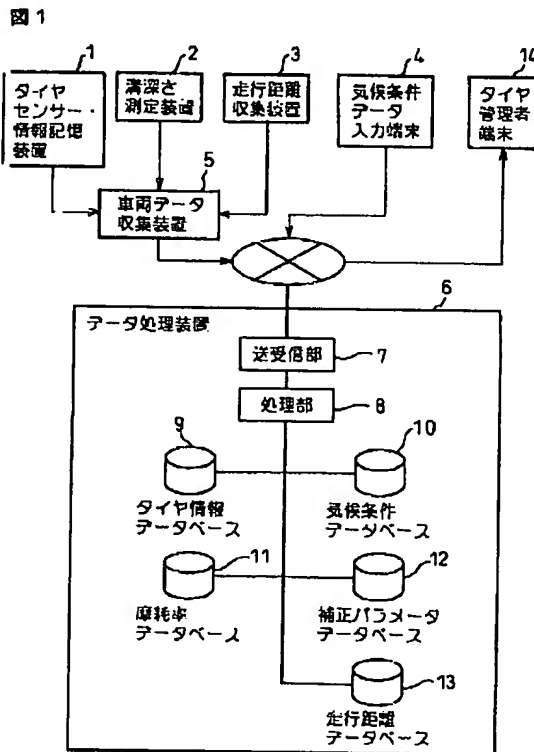 図1
1
タイヤ
センサー・
情報記憶
装置
2
溝深さ
測定装置
3
走行距離
収集装置
4
気候条件
データ
入力端末
14
タイヤ
管理者
端末
5
車両データ
収集装置
6
データ処理装置
送受信部
7
処理部
8
9
タイヤ情報
データベース
10
気候条件
データベース
11
摩耗率
データベース
12
補正パラメータ
データベース
13
走行距離
データベース